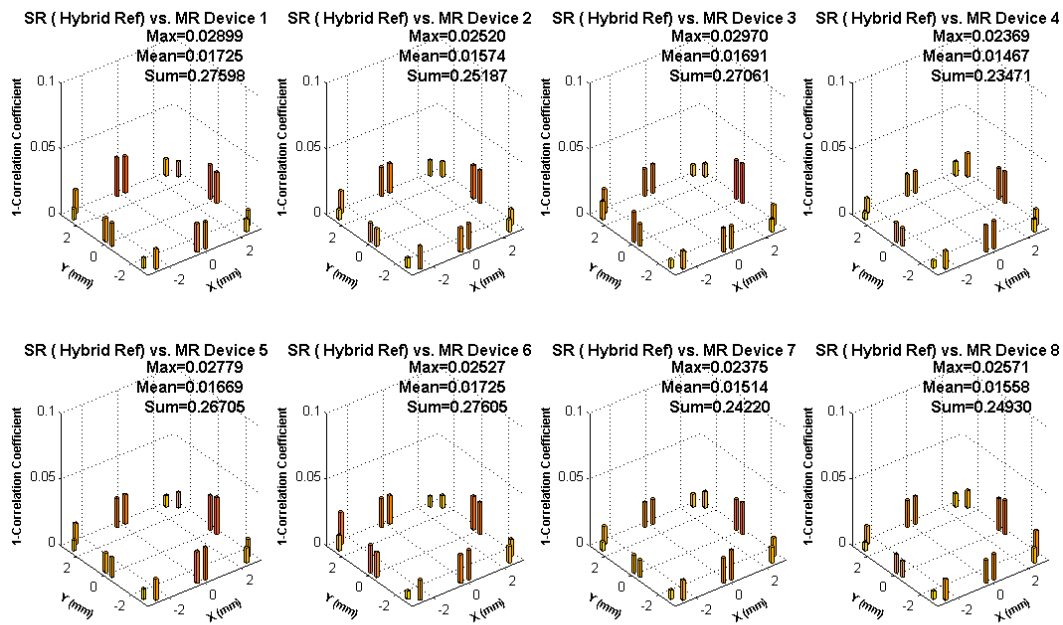 SR ( Hybrid Ref) vs. MR Device 1
Max=0.02899
Mean=0.01725
Sum=0.27598
0.1
0.05
0
1-Correlation Coefficient
2
0
-2
Y (mm)
-2
0
2
X (mm)
SR ( Hybrid Ref) vs. MR Device 2
Max=0.02520
Mean=0.01574
Sum=0.25187
0.1
0.05
0
1-Correlation Coefficient
2
0
-2
Y (mm)
-2
0
2
X (mm)
SR ( Hybrid Ref) vs. MR Device 3
Max=0.02970
Mean=0.01691
Sum=0.27061
0.1
0.05
0
1-Correlation Coefficient
2
0
-2
Y (mm)
-2
0
2
X (mm)
SR ( Hybrid Ref) vs. MR Device 4
Max=0.02369
Mean=0.01467
Sum=0.23471
0.1
0.05
0
1-Correlation Coefficient
2
0
-2
Y (mm)
-2
0
2
X (mm)
SR ( Hybrid Ref) vs. MR Device 5
Max=0.02779
Mean=0.01669
Sum=0.26705
0.1
0.05
0
1-Correlation Coefficient
2
0
-2
Y (mm)
-2
0
2
X (mm)
SR ( Hybrid Ref) vs. MR Device 6
Max=0.02527
Mean=0.01725
Sum=0.27605
0.1
0.05
0
1-Correlation Coefficient
2
0
-2
Y (mm)
-2
0
2
X (mm)
SR ( Hybrid Ref) vs. MR Device 7
Max=0.02375
Mean=0.01514
Sum=0.24220
0.1
0.05
0
1-Correlation Coefficient
2
0
-2
Y (mm)
-2
0
2
X (mm)
SR ( Hybrid Ref) vs. MR Device 8
Max=0.02571
Mean=0.01558
Sum=0.24930
0.1
0.05
0
1-Correlation Coefficient
2
0
-2
Y (mm)
-2
0
2
X (mm)